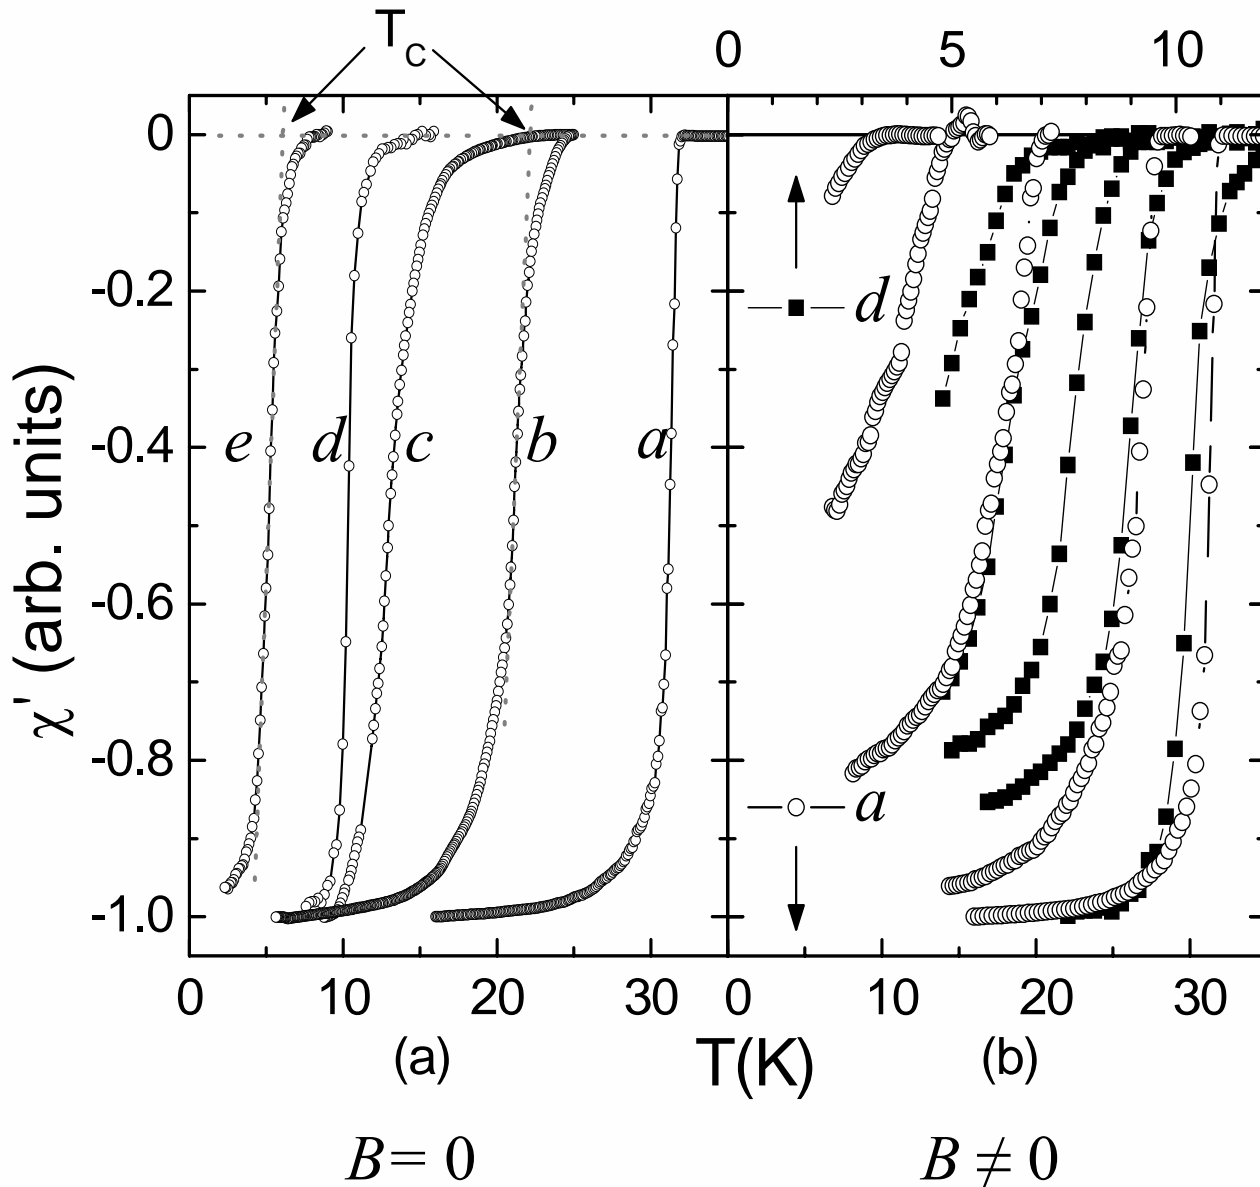 T_C
0 5 10
0
-0.2
-0.4
-0.6
-0.8
-1.0
χ' (arb. units)
e d c b a
d
a
0 10 20 30
0 10 20 30
(a) T(K) (b)
B = 0 B ≠ 0